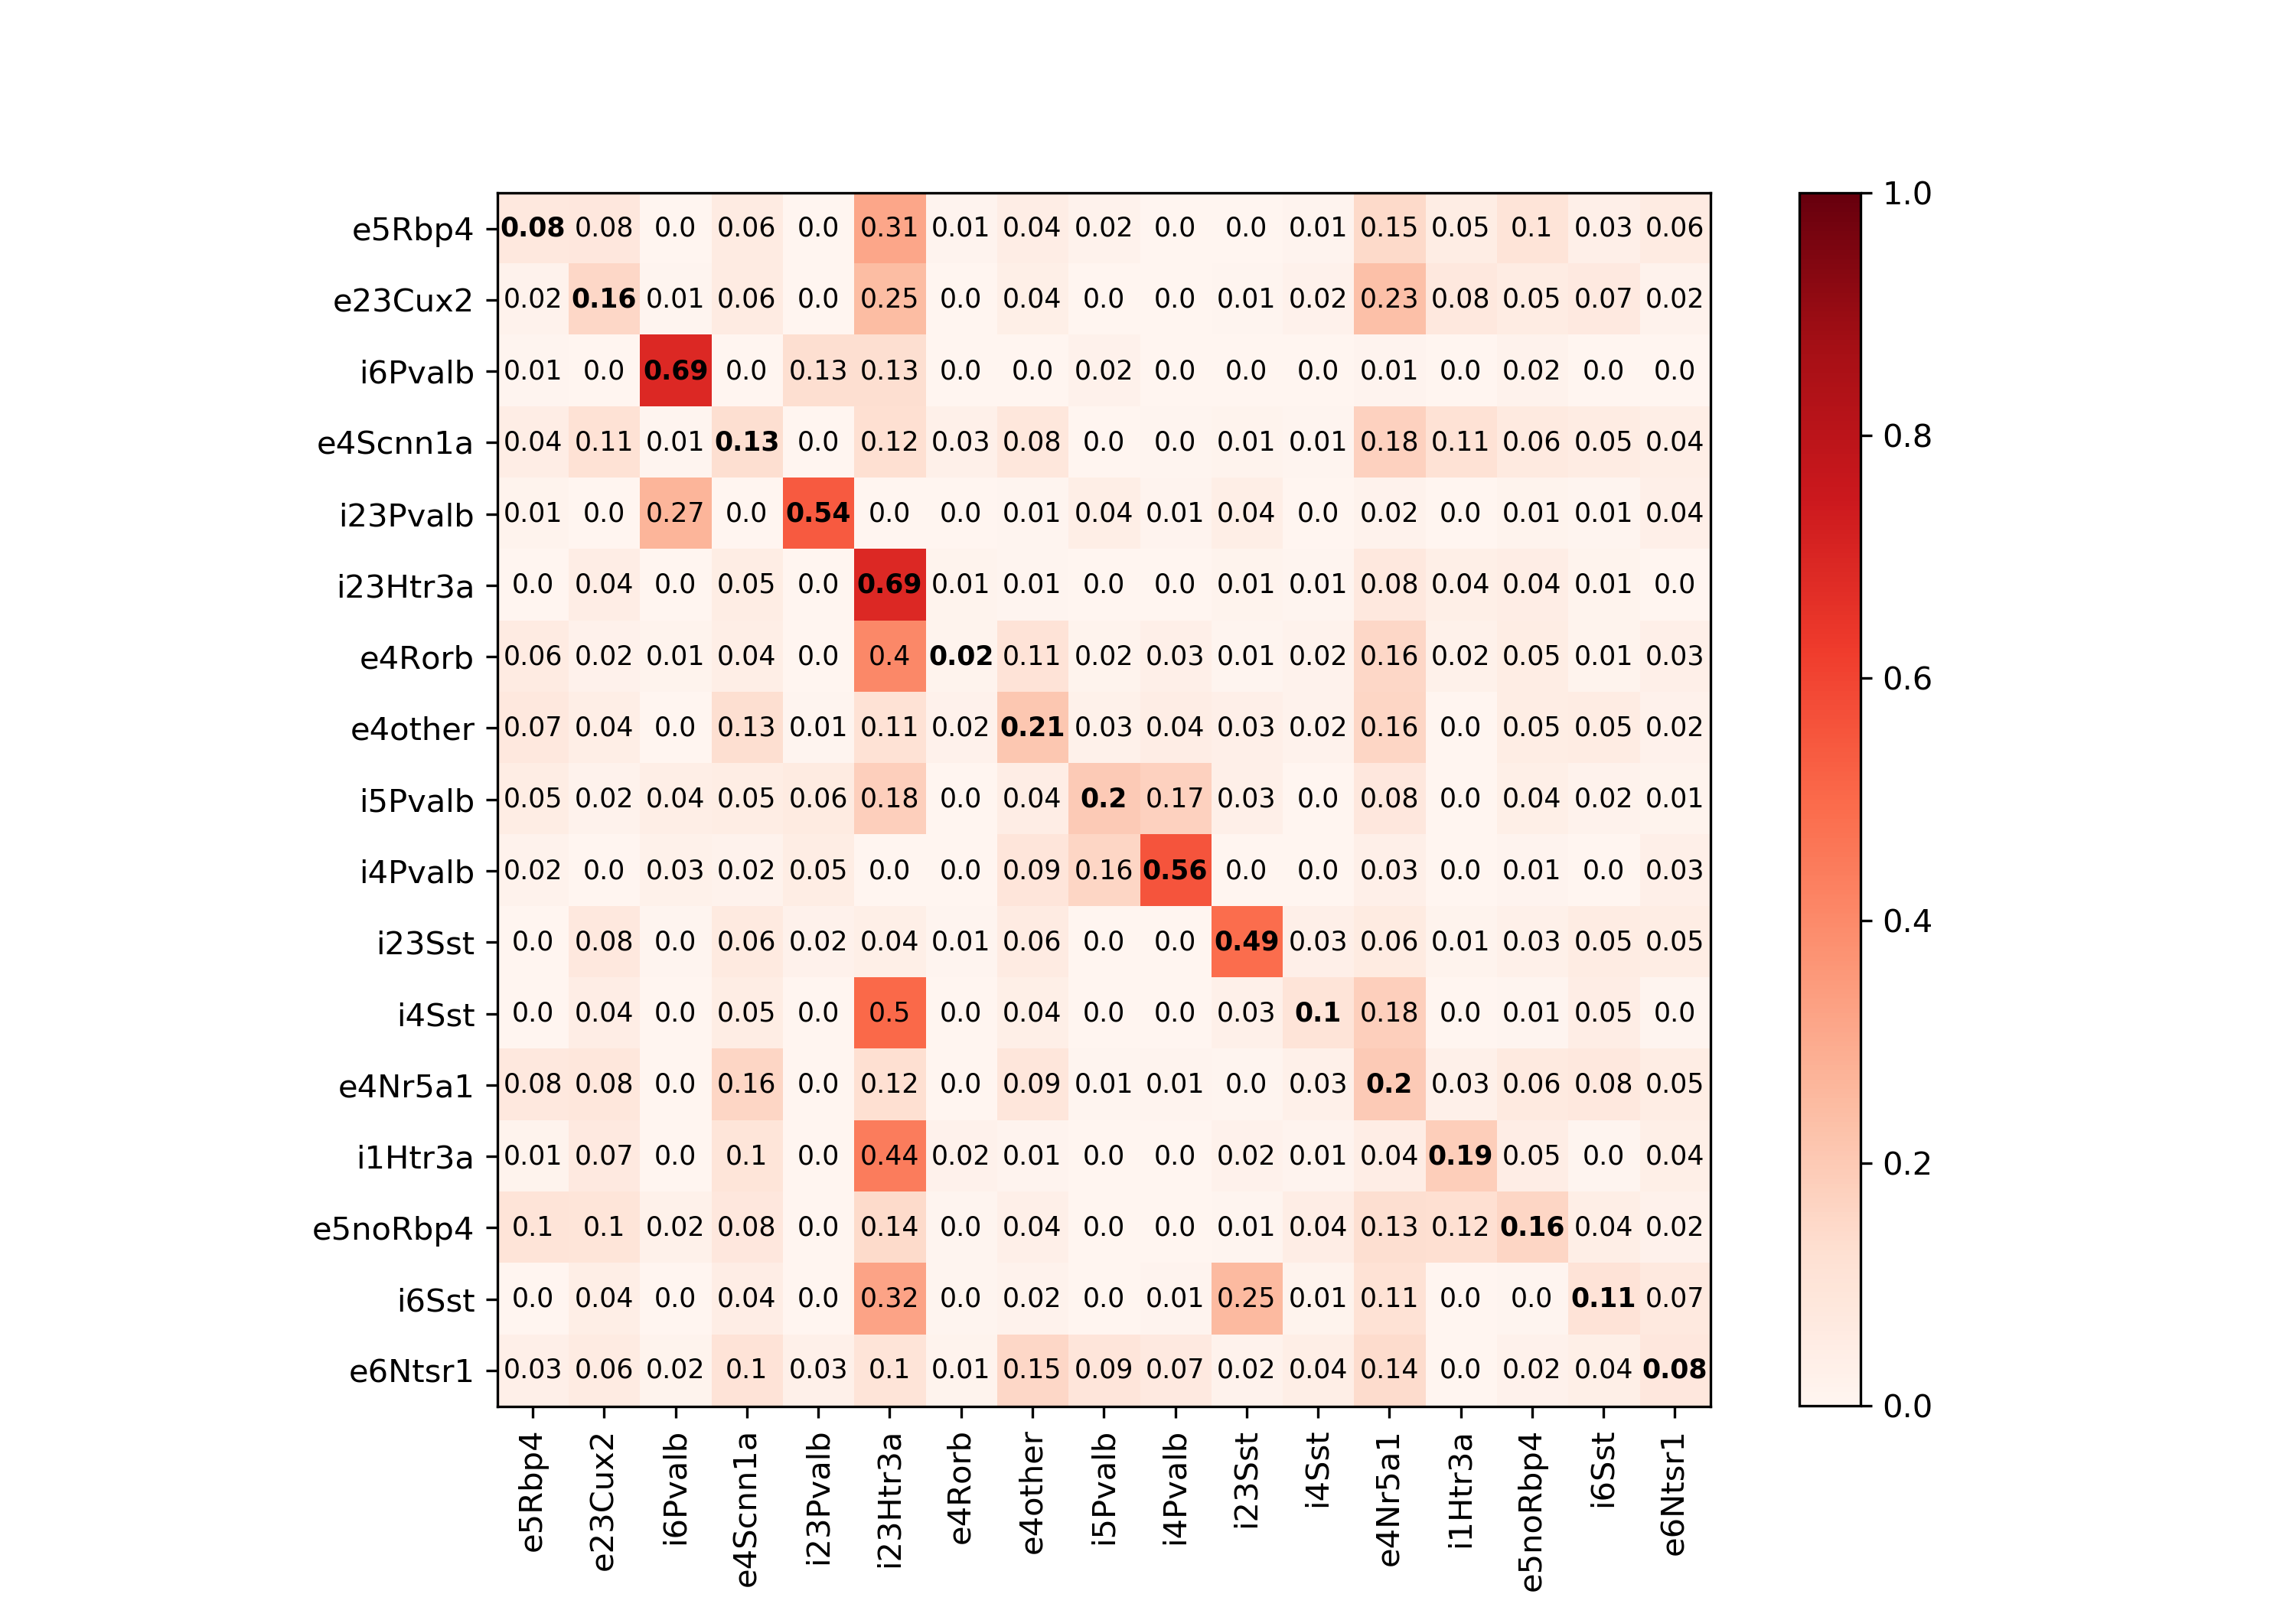 e5Rbp4 0.08 0.08 0.0 0.06 0.0 0.31 0.01 0.04 0.02 0.0 0.0 0.01 0.15 0.05 0.1 0.03 0.06
e23Cux2 0.02 0.16 0.01 0.06 0.0 0.25 0.0 0.04 0.0 0.0 0.01 0.02 0.23 0.08 0.05 0.07 0.02
i6Pvalb 0.01 0.0 0.69 0.0 0.13 0.13 0.0 0.0 0.02 0.0 0.0 0.0 0.01 0.0 0.02 0.0 0.0
e4Scnn1a 0.04 0.11 0.01 0.13 0.0 0.12 0.03 0.08 0.0 0.0 0.01 0.01 0.18 0.11 0.06 0.05 0.04
i23Pvalb 0.01 0.0 0.27 0.0 0.54 0.0 0.0 0.01 0.04 0.01 0.04 0.0 0.02 0.0 0.01 0.01 0.04
i23Htr3a 0.0 0.04 0.0 0.05 0.0 0.69 0.01 0.01 0.0 0.0 0.01 0.01 0.08 0.04 0.04 0.01 0.0
e4Rorb 0.06 0.02 0.01 0.04 0.0 0.4 0.02 0.11 0.02 0.03 0.01 0.02 0.16 0.02 0.05 0.01 0.03
e4other 0.07 0.04 0.0 0.13 0.01 0.11 0.02 0.21 0.03 0.04 0.03 0.02 0.16 0.0 0.05 0.05 0.02
i5Pvalb 0.05 0.02 0.04 0.05 0.06 0.18 0.0 0.04 0.2 0.17 0.03 0.0 0.08 0.0 0.04 0.02 0.01
i4Pvalb 0.02 0.0 0.03 0.02 0.05 0.0 0.0 0.09 0.16 0.56 0.0 0.0 0.03 0.0 0.01 0.0 0.03
i23Sst 0.0 0.08 0.0 0.06 0.02 0.04 0.01 0.06 0.0 0.0 0.49 0.03 0.06 0.01 0.03 0.05 0.05
i4Sst 0.0 0.04 0.0 0.05 0.0 0.5 0.0 0.04 0.0 0.0 0.03 0.1 0.18 0.0 0.01 0.05 0.0
e4Nr5a1 0.08 0.08 0.0 0.16 0.0 0.12 0.0 0.09 0.01 0.01 0.0 0.03 0.2 0.03 0.06 0.08 0.05
i1Htr3a 0.01 0.07 0.0 0.1 0.0 0.44 0.02 0.01 0.0 0.0 0.02 0.01 0.04 0.19 0.05 0.0 0.04
e5noRbp4 0.1 0.1 0.02 0.08 0.0 0.14 0.0 0.04 0.0 0.0 0.01 0.04 0.13 0.12 0.16 0.04 0.02
i6Sst 0.0 0.04 0.0 0.04 0.0 0.32 0.0 0.02 0.0 0.01 0.25 0.01 0.11 0.0 0.0 0.11 0.07
e6Ntsr1 0.03 0.06 0.02 0.1 0.03 0.1 0.01 0.15 0.09 0.07 0.02 0.04 0.14 0.0 0.02 0.04 0.08
e5Rbp4
e23Cux2
i6Pvalb
e4Scnn1a
i23Pvalb
i23Htr3a
e4Rorb
e4other
i5Pvalb
i4Pvalb
i23Sst
i4Sst
e4Nr5a1
i1Htr3a
e5noRbp4
i6Sst
e6Ntsr1
1.0
0.8
0.6
0.4
0.2
0.0